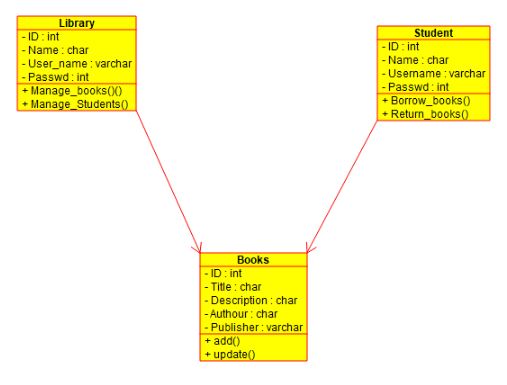 Library
- ID : int
- Name : char
- User_name : varchar
- Passwd : int
+ Manage_books()()
+ Manage_Students()
Student
- ID : int
- Name : char
- Username : varchar
- Passwd : int
+ Borrow_books()
+ Return_books()
Books
- ID : int
- Title : char
- Description : char
- Authour : char
- Publisher : varchar
+ add()
+ update()